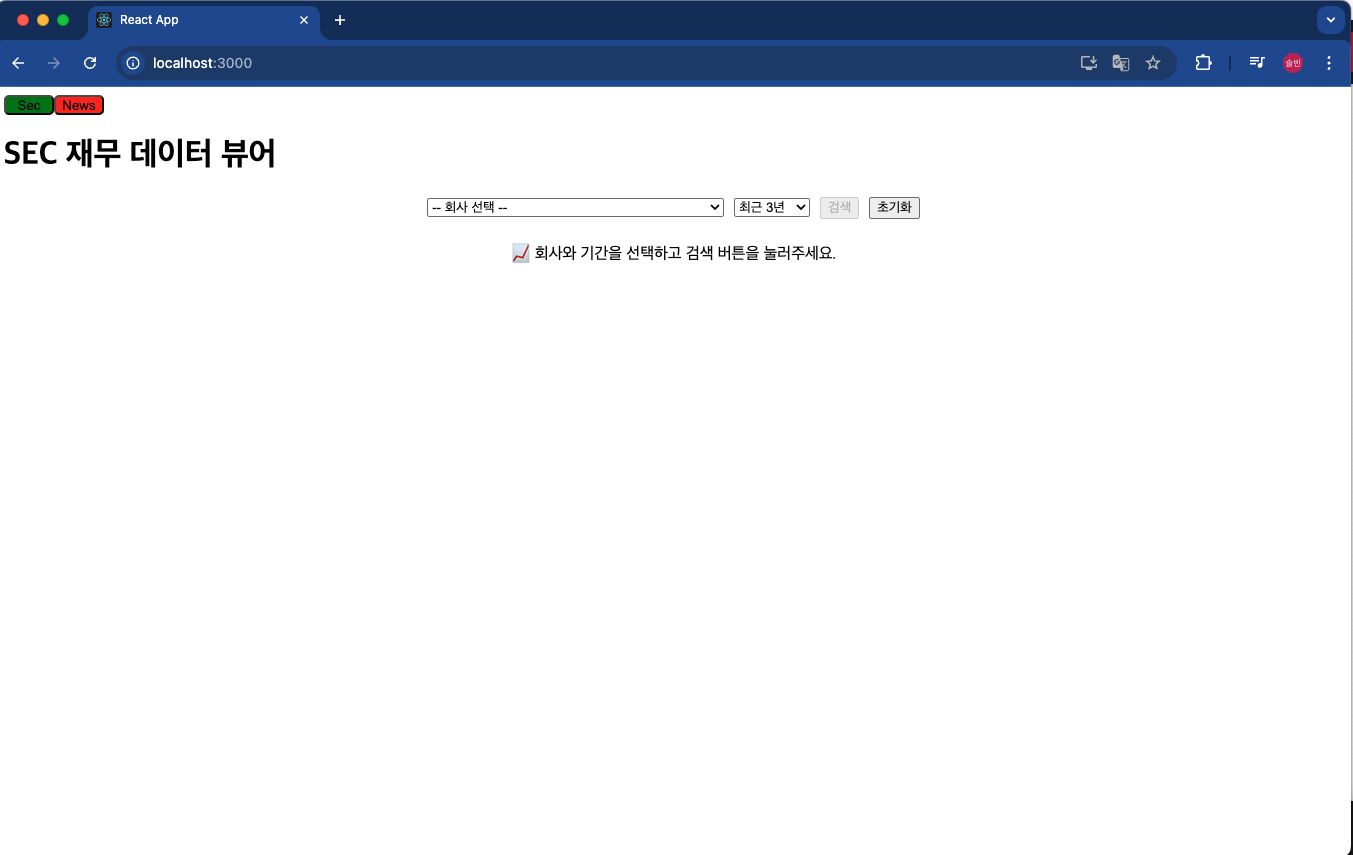 React App
localhost:3000
슬빈
Sec News
SEC 재무 데이터 뷰어
-- 회사 선택 -- 최근 3년 검색 초기화
📈 회사와 기간을 선택하고 검색 버튼을 눌러주세요.